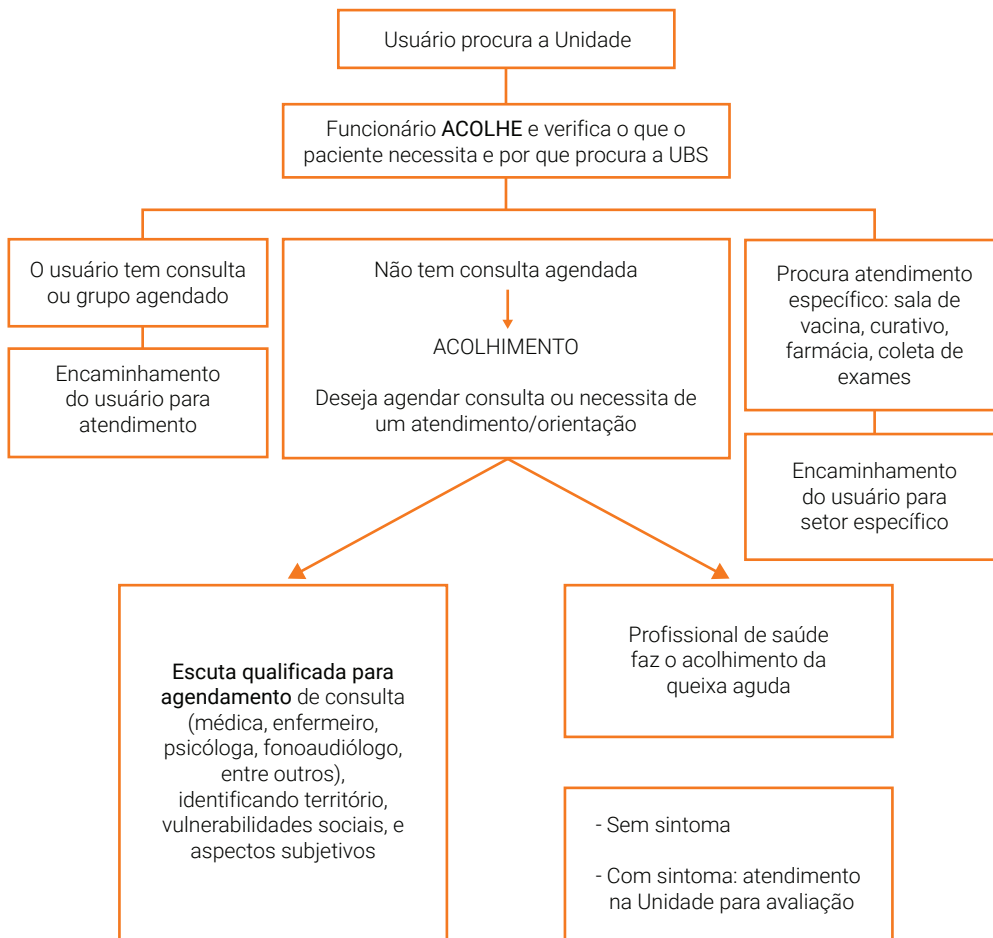 Usuário procura a Unidade
Funcionário ACOLHE e verifica o que o
paciente necessita e por que procura a UBS
O usuário tem consulta
ou grupo agendado
Encaminhamento
do usuário para
atendimento
Não tem consulta agendada
ACOLHIMENTO
Deseja agendar consulta ou necessita de
um atendimento/orientação
Procura atendimento
específico: sala de
vacina, curativo,
farmácia, coleta de
exames
Encaminhamento
do usuário para
setor específico
Escuta qualificada para
agendamento de consulta
(médica, enfermeiro,
psicóloga, fonoaudiólogo,
entre outros),
identificando território,
vulnerabilidades sociais, e
aspectos subjetivos
Profissional de saúde
faz o acolhimento da
queixa aguda
- Sem sintoma
- Com sintoma: atendimento
na Unidade para avaliação